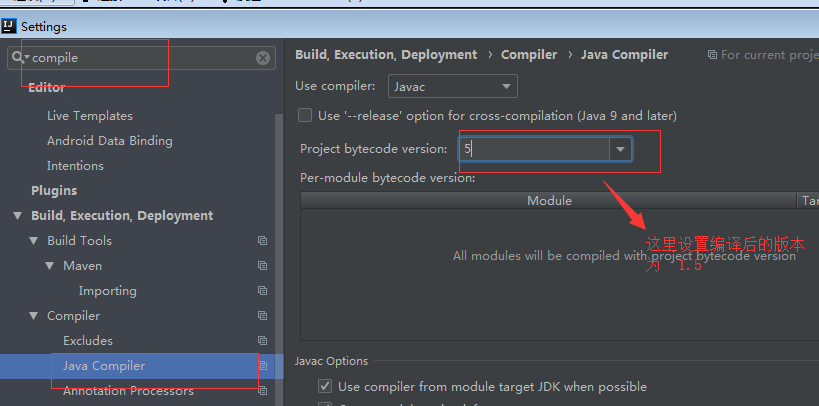 Settings
compile
Editor
Live Templates
Android Data Binding
Intentions
Plugins
Build, Execution, Deployment
Build Tools
Maven
Importing
Compiler
Excludes
Java Compiler
Annotation Processors
Build, Execution, Deployment › Compiler › Java Compiler
For current proje
Use compiler: Javac
Use '--release' option for cross-compilation (Java 9 and later)
Project bytecode version: 5
Per-module bytecode version:
Module Tar
All modules will be compiled with project bytecode version
这里设置编译后的版本
为 1.5
Javac Options
Use compiler from module target JDK when possible